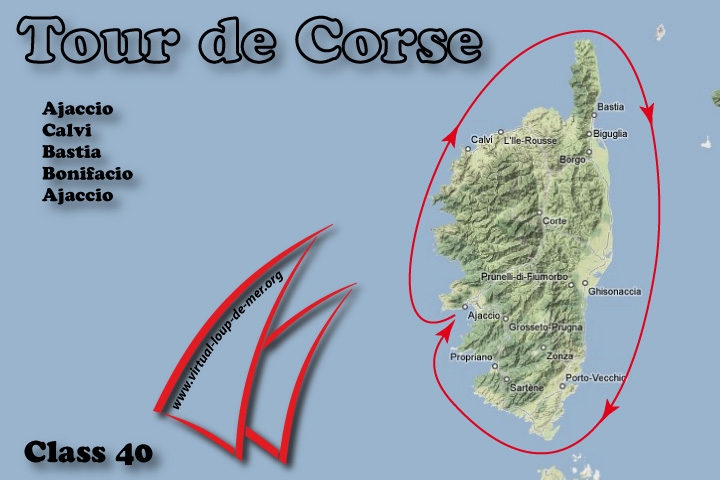 Tour de Corse
Ajaccio
Calvi
Bastia
Bonifacio
Ajaccio
www.virtual-loup-de-mer.org
Class 40
Bastia
Biguglia
Calvi
L'Ile-Rousse
Borgo
Corte
Prunelli-di-Fiumorbo
Ghisonaccia
Ajaccio
Grosseto-Prugna
Propriano
Zonza
Sartène
Porto-Vecchio